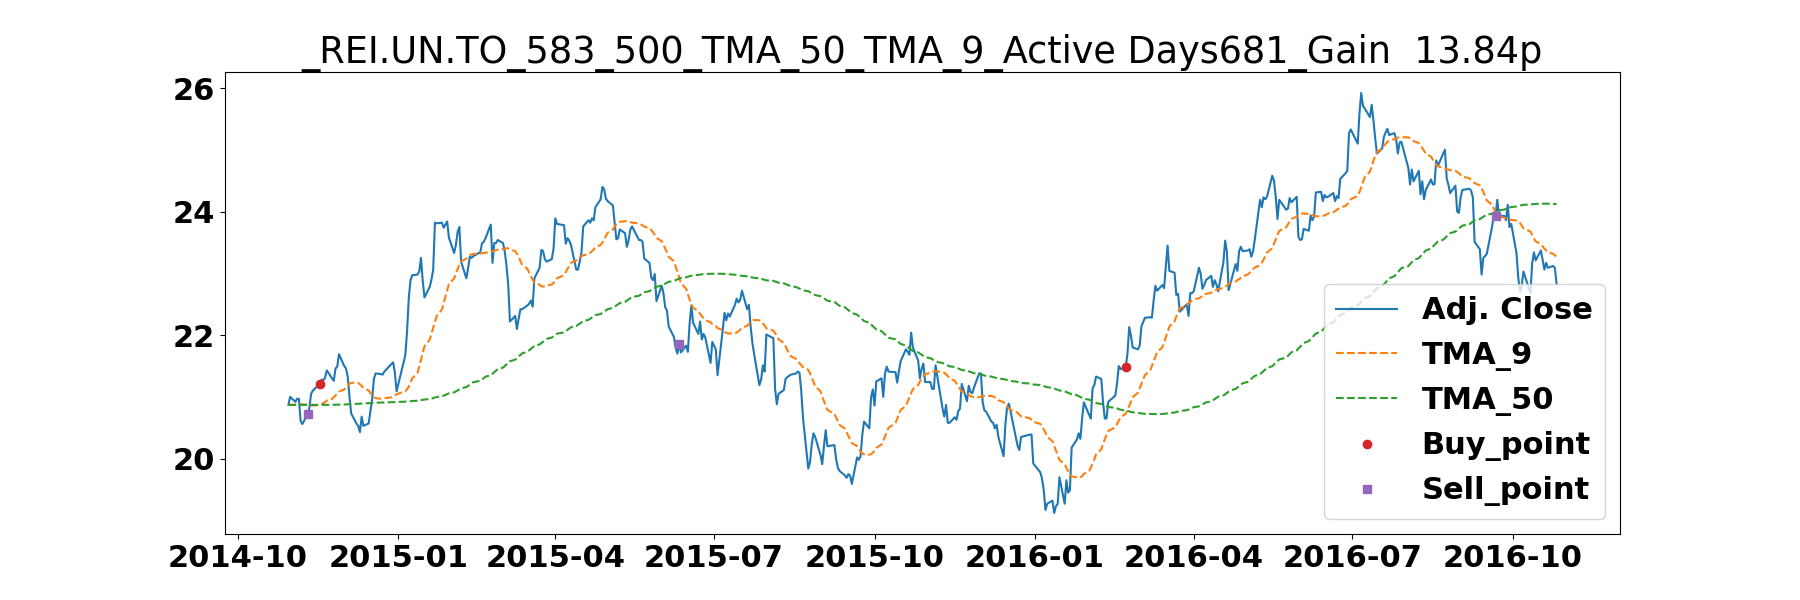 _REI.UN.TO_583_500_TMA_50_TMA_9_Active Days681_Gain  13.84p
26
24
22
20
2014-10 2015-01 2015-04 2015-07 2015-10 2016-01 2016-04 2016-07 2016-10
Adj. Close
TMA_9
TMA_50
Buy_point
Sell_point